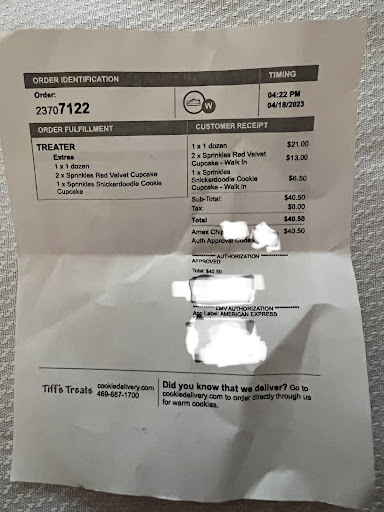 ORDER IDENTIFICATION
TIMING
Order:
23707122
W
04:22 PM
04/18/2023
ORDER FULFILLMENT
TREATER
Extras
1 x 1 dozen
2 x Sprinkles Red Velvet Cupcake
1 x Sprinkles Snickerdoodle Cookie
Cupcake
CUSTOMER RECEIPT
1 x 1 dozen $21.00
2 x Sprinkles Red Velvet $13.00
Cupcake - Walk In
1 x Sprinkles
Snickerdoodle Cookie $6.50
Cupcake - Walk In
Sub-Total: $40.50
Tax: $0.00
Total $40.50
Amex Chip $40.50
Auth Approval Code:
---------- AUTHORIZATION ----------
APPROVED
Total: $40.50
---------- EMV AUTHORIZATION ----------
App Label: AMERICAN EXPRESS
Tiff's Treats
cookiedelivery.com
469-687-1700
Did you know that we deliver? Go to
cookiedelivery.com to order directly through us
for warm cookies.